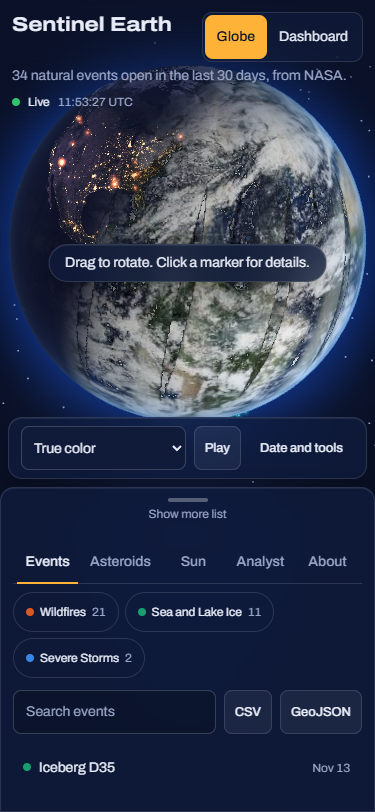 Sentinel Earth
Globe
Dashboard
34 natural events open in the last 30 days, from NASA.
Live 11:53:27 UTC
Drag to rotate. Click a marker for details.
True color
Play
Date and tools
Show more list
Events
Asteroids
Sun
Analyst
About
Wildfires 21
Sea and Lake Ice 11
Severe Storms 2
Search events
CSV
GeoJSON
Iceberg D35
Nov 13